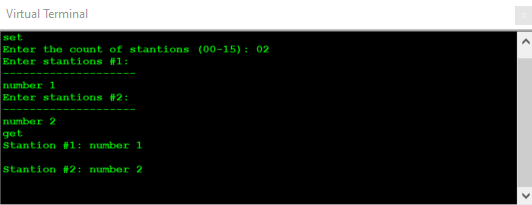 Virtual Terminal
set
Enter the count of stantions (00-15): 02
Enter stantions #1:
--------------------
number 1
Enter stantions #2:
--------------------
number 2
get
Stantion #1: number 1
Stantion #2: number 2